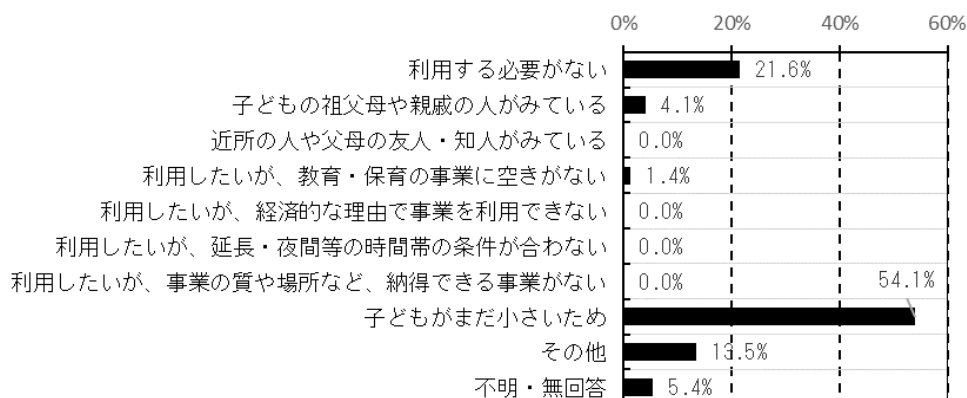 0% 20% 40% 60%
利用する必要がない 21.6%
子どもの祖父母や親戚の人がみている 4.1%
近所の人や父母の友人・知人がみている 0.0%
利用したいが、教育・保育の事業に空きがない 1.4%
利用したいが、経済的な理由で事業を利用できない 0.0%
利用したいが、延長・夜間等の時間帯の条件が合わない 0.0%
利用したいが、事業の質や場所など、納得できる事業がない 0.0%
子どもがまだ小さいため 54.1%
その他 13.5%
不明・無回答 5.4%